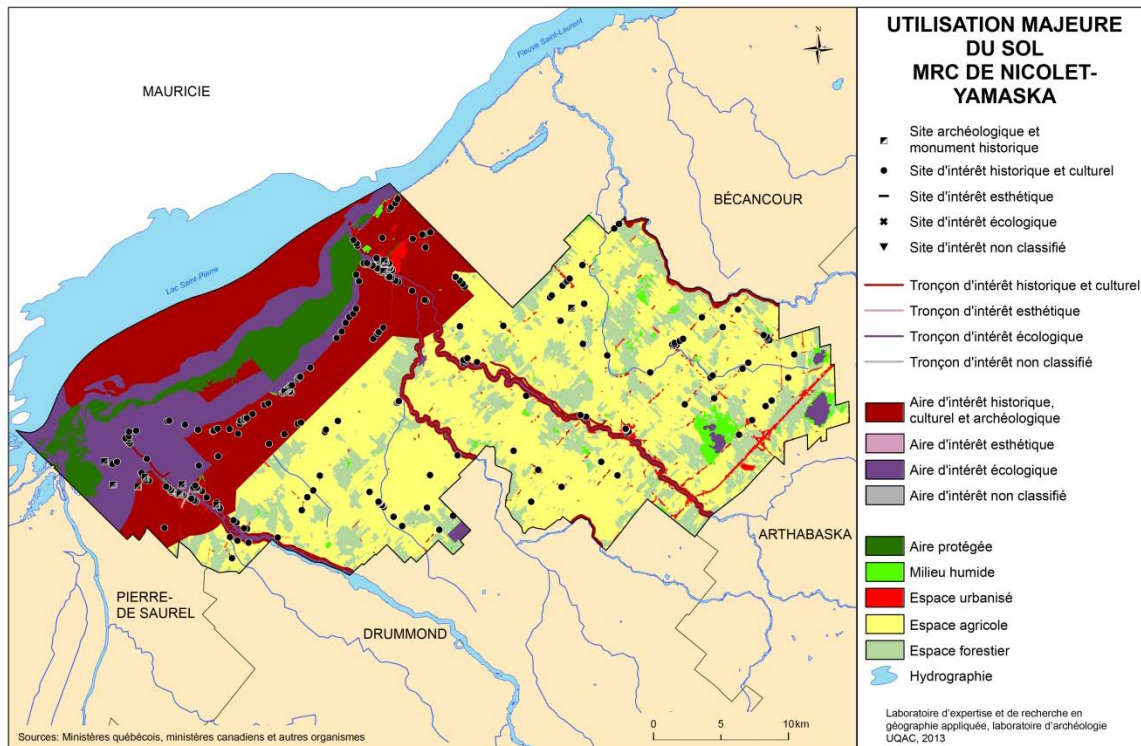 MAURICIE
Fleuve Saint-Laurent
BÉCANCOUR
Lac Saint-Pierre
ARTHABASKA
PIERRE-
DE SAUREL
DRUMMOND
0 5 10km
Sources: Ministères québécois, ministères canadiens et autres organismes
UTILISATION MAJEURE
DU SOL
MRC DE NICOLET-
YAMASKA
Site archéologique et
monument historique
Site d'intérêt historique et culturel
Site d'intérêt esthétique
Site d'intérêt écologique
Site d'intérêt non classifié
Tronçon d'intérêt historique et culturel
Tronçon d'intérêt esthétique
Tronçon d'intérêt écologique
Tronçon d'intérêt non classifié
Aire d'intérêt historique,
culturel et archéologique
Aire d'intérêt esthétique
Aire d'intérêt écologique
Aire d'intérêt non classifié
Aire protégée
Milieu humide
Espace urbanisé
Espace agricole
Espace forestier
Hydrographie
Laboratoire d'expertise et de recherche en
géographie appliquée, laboratoire d'archéologie
UQAC, 2013